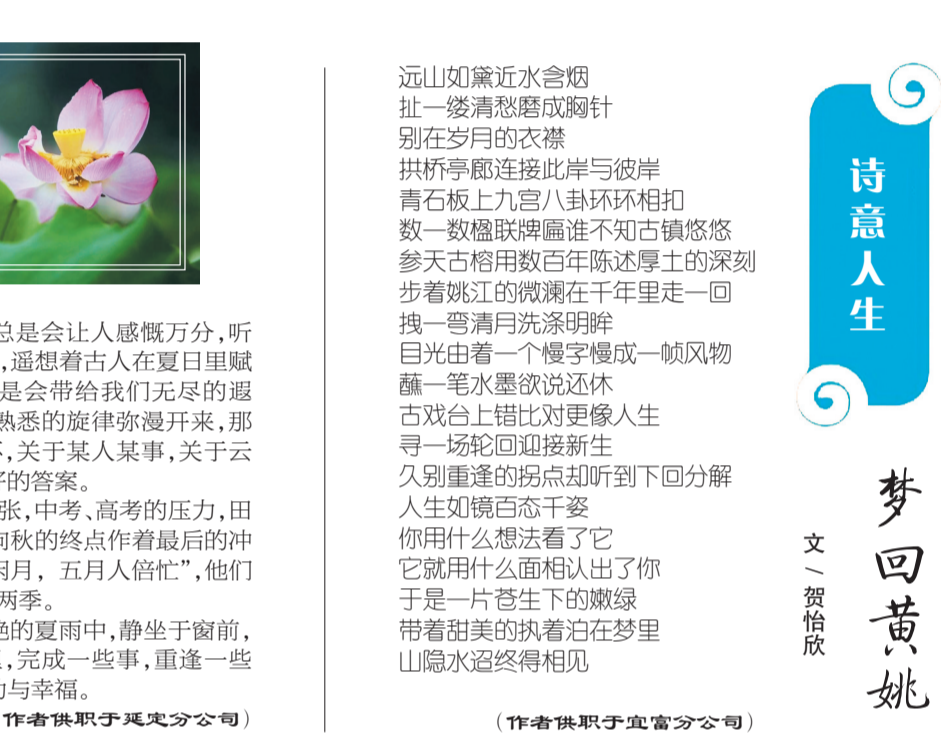 总是会让人感慨万分,听
,遥想着古人在夏日里赋
是会带给我们无尽的遐
熟悉的旋律弥漫开来,那
,关于某人某事,关于云
的答案。
张,中考、高考的压力,田
秋的终点作着最后的冲
闲月，五月人倍忙”,他们
两季。
的夏雨中,静坐于窗前,
,完成一些事,重逢一些
与幸福。
作者供职于延定分公司)
诗意人生
梦回黄姚
文/贺怡欣
远山如黛近水含烟
扯一缕清愁磨成胸针
别在岁月的衣襟
拱桥亭廊连接此岸与彼岸
青石板上九宫八卦环环相扣
数一数楹联牌匾谁不知古镇悠悠
参天古榕用数百年陈述厚土的深刻
步着姚江的微澜在千年里走一回
拽一弯清月洗涤明眸
目光由着一个慢字慢成一帧风物
蘸一笔水墨欲说还休
古戏台上错比对更像人生
寻一场轮回迎接新生
久别重逢的拐点却听到下回分解
人生如镜百态千姿
你用什么想法看了它
它就用什么面相认出了你
于是一片苍生下的嫩绿
带着甜美的执着泊在梦里
山隐水迢终得相见
(作者供职于宜富分公司)